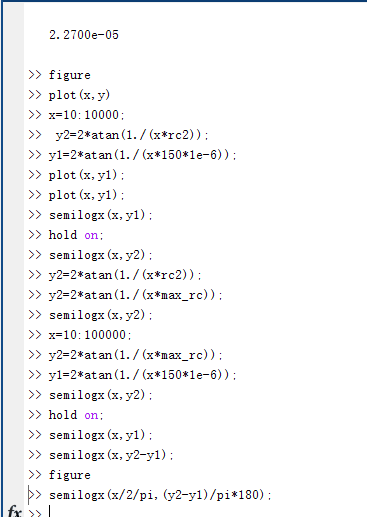 2.2700e-05
>> figure
>> plot(x,y)
>> x=10:10000;
>>  y2=2*atan(1./(x*rc2));
>> y1=2*atan(1./(x*150*1e-6));
>> plot(x,y1);
>> plot(x,y1);
>> semilogx(x,y1);
>> hold on;
>> semilogx(x,y2);
>> y2=2*atan(1./(x*rc2));
>> y2=2*atan(1./(x*max_rc));
>> semilogx(x,y2);
>> x=10:100000;
>> y2=2*atan(1./(x*max_rc));
>> y1=2*atan(1./(x*150*1e-6));
>> semilogx(x,y2);
>> hold on;
>> semilogx(x,y1);
>> semilogx(x,y2-y1);
>> figure
>> semilogx(x/2/pi,(y2-y1)/pi*180);
fx >>